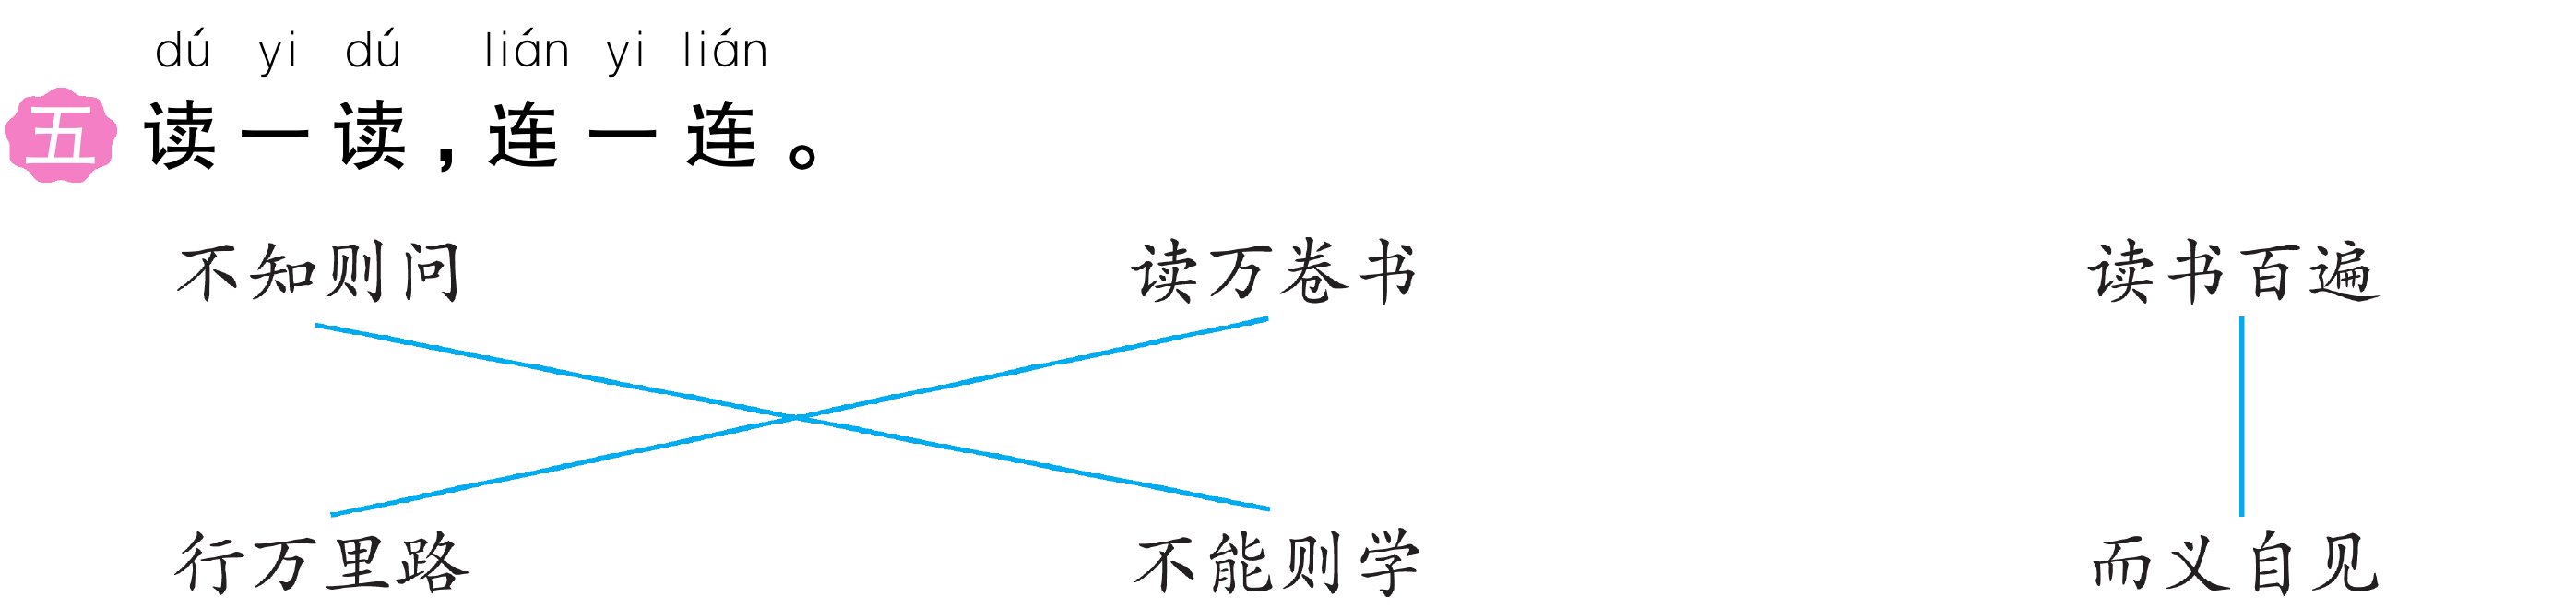 dú yi dú lián yi lián
五 读一读,连一连。
不知则问 读万卷书 读书百遍
行万里路 不能则学 而义自见